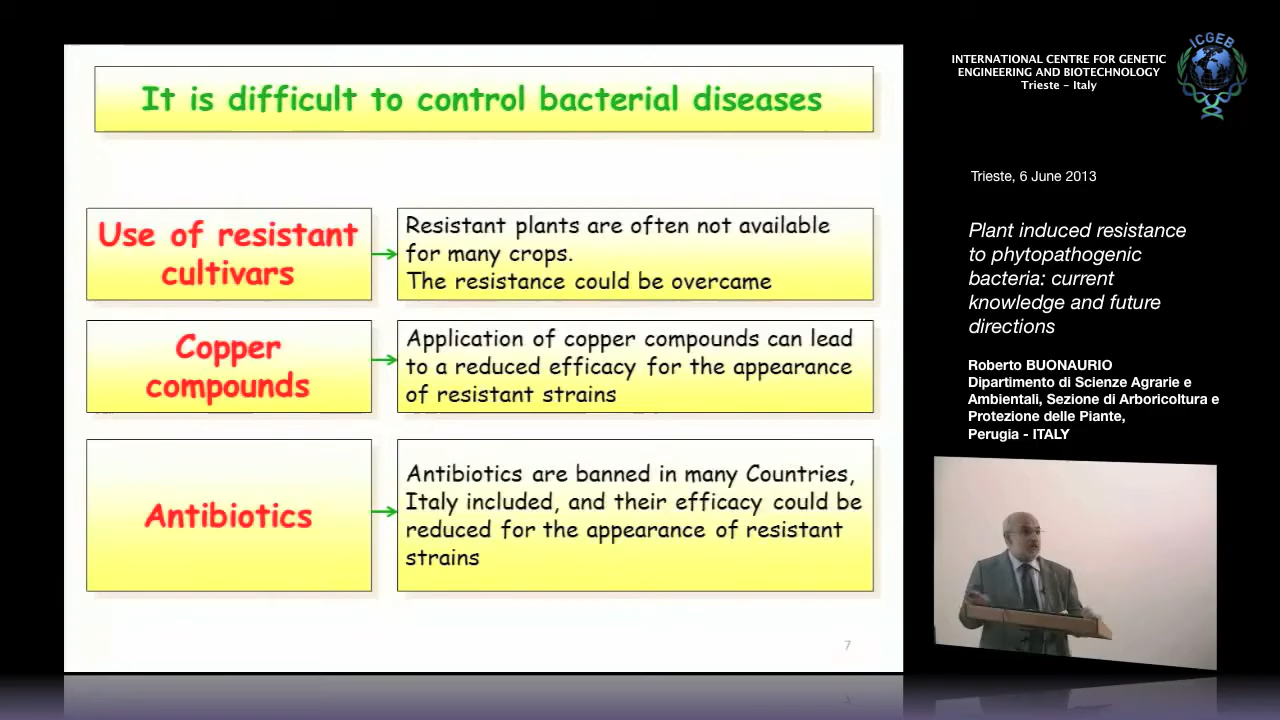 It is difficult to control bacterial diseases
Use of resistant
cultivars
Resistant plants are often not available
for many crops.
The resistance could be overcame
Copper
compounds
Application of copper compounds can lead
to a reduced efficacy for the appearance
of resistant strains
Antibiotics
Antibiotics are banned in many Countries,
Italy included, and their efficacy could be
reduced for the appearance of resistant
strains
7
INTERNATIONAL CENTRE FOR GENETIC
ENGINEERING AND BIOTECHNOLOGY
Trieste - Italy
ICGEB
Trieste, 6 June 2013
Plant induced resistance
to phytopathogenic
bacteria: current
knowledge and future
directions
Roberto BUONAURIO
Dipartimento di Scienze Agrarie e
Ambientali, Sezione di Arboricoltura e
Protezione delle Piante,
Perugia - ITALY